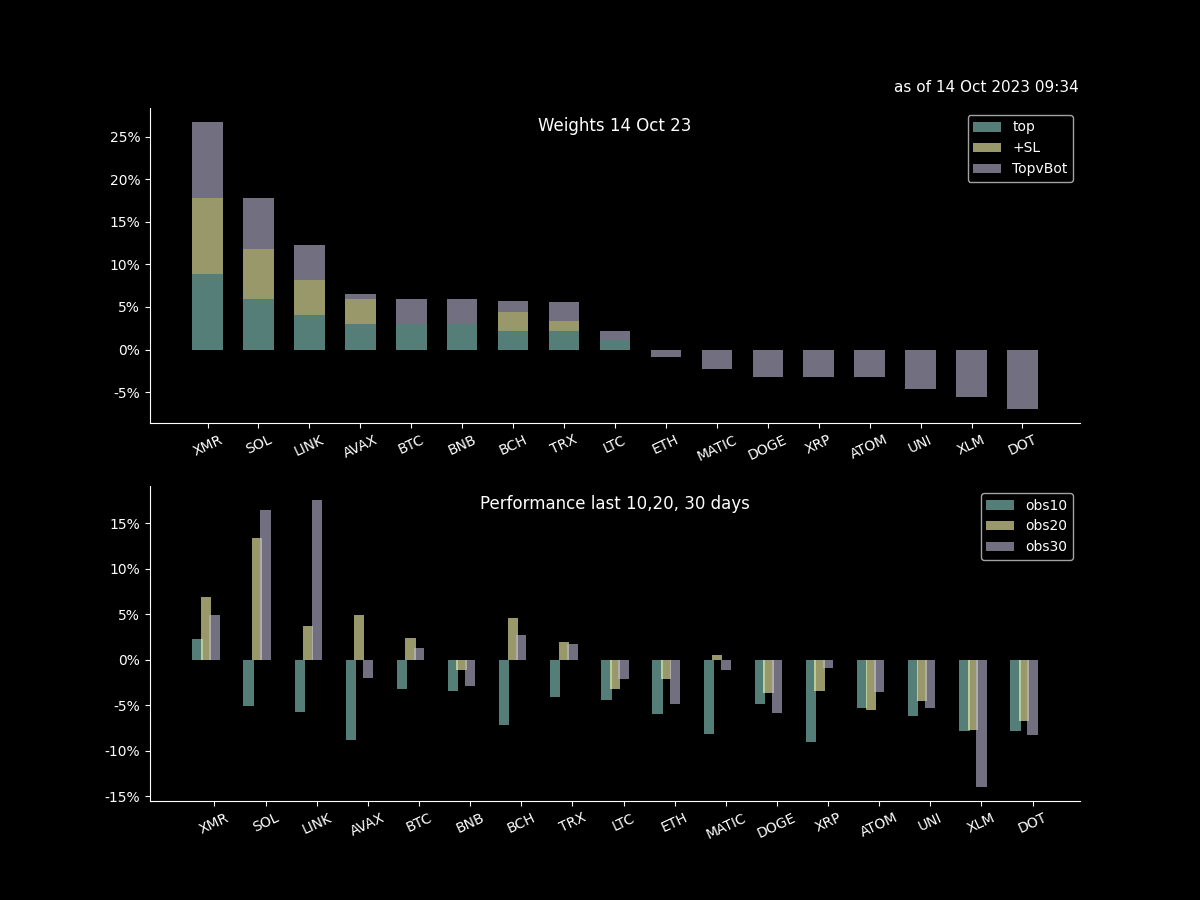 as of 14 Oct 2023 09:34
Weights 14 Oct 23
top
+SL
TopvBot
25%
20%
15%
10%
5%
0%
-5%
XMR SOL LINK AVAX BTC BNB BCH TRX LTC ETH MATIC DOGE XRP ATOM UNI XLM DOT
Performance last 10,20, 30 days
obs10
obs20
obs30
15%
10%
5%
0%
-5%
-10%
-15%
XMR SOL LINK AVAX BTC BNB BCH TRX LTC ETH MATIC DOGE XRP ATOM UNI XLM DOT